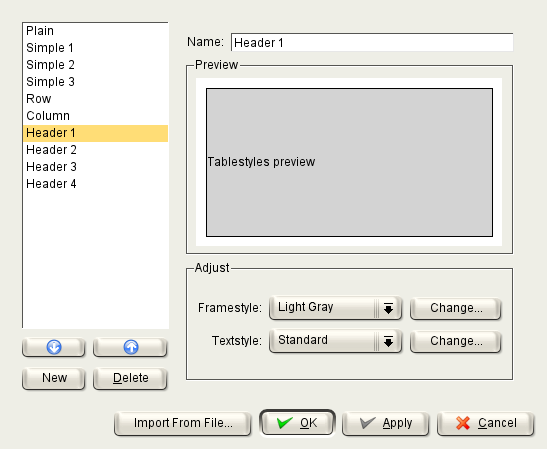 Plain
Simple 1
Simple 2
Simple 3
Row
Column
Header 1
Header 2
Header 3
Header 4
New
Delete
Name: Header 1
Preview
Tablestyles preview
Adjust
Framestyle: Light Gray Change...
Textstyle: Standard Change...
Import From File... OK Apply Cancel